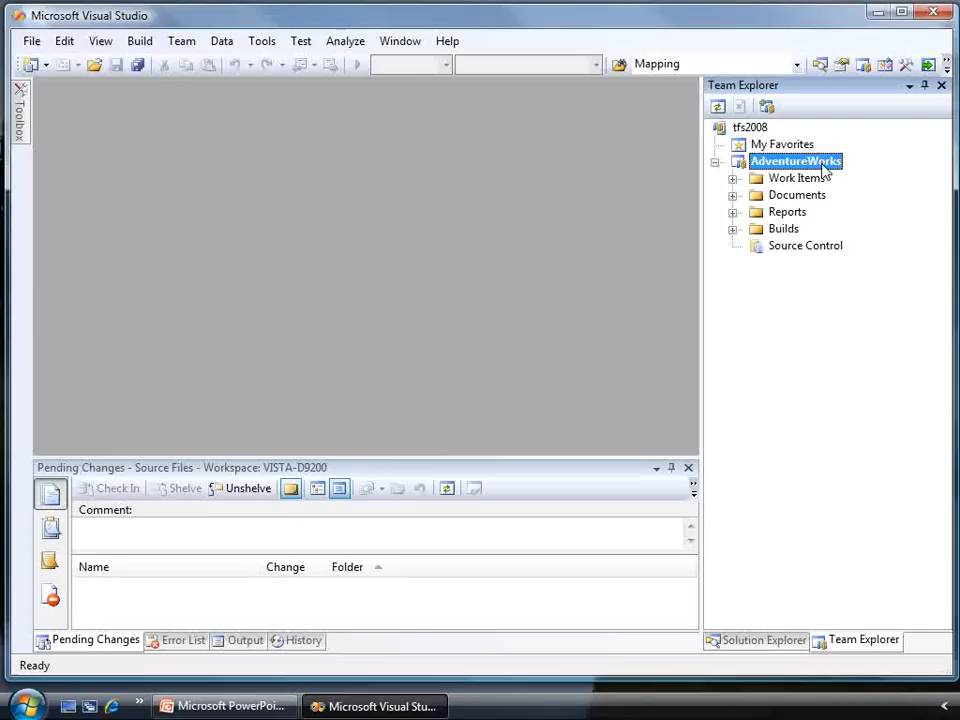 Microsoft Visual Studio
File Edit View Build Team Data Tools Test Analyze Window Help
Mapping
Toolbox
Team Explorer
tfs2008
My Favorites
AdventureWorks
Work Items
Documents
Reports
Builds
Source Control
Pending Changes - Source Files - Workspace: VISTA-D9200
Check In Shelve Unshelve
Comment:
Name Change Folder
Pending Changes Error List Output History
Solution Explorer Team Explorer
Ready
Microsoft PowerPoi... Microsoft Visual Stu...